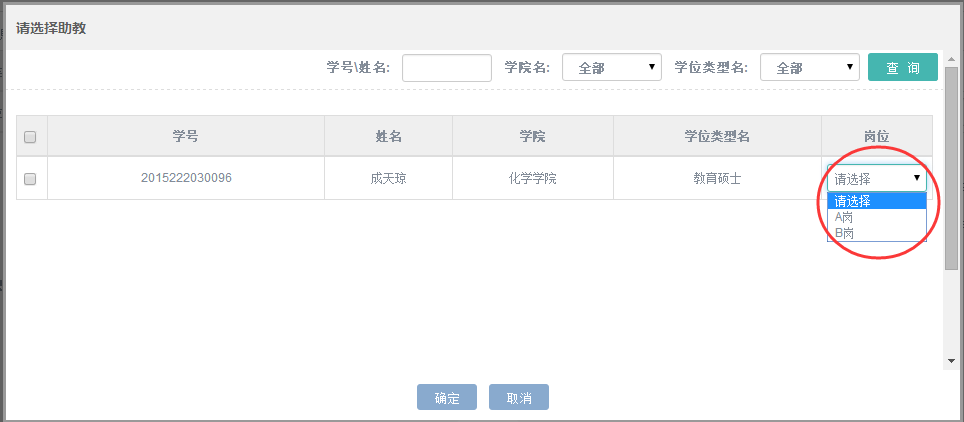 请选择助教
学号\姓名: 学院名: 全部 学位类型名: 全部 查 询
学号 姓名 学院 学位类型名 岗位
2015222030096 成天琼 化学学院 教育硕士 请选择
请选择
A岗
B岗
确定 取消